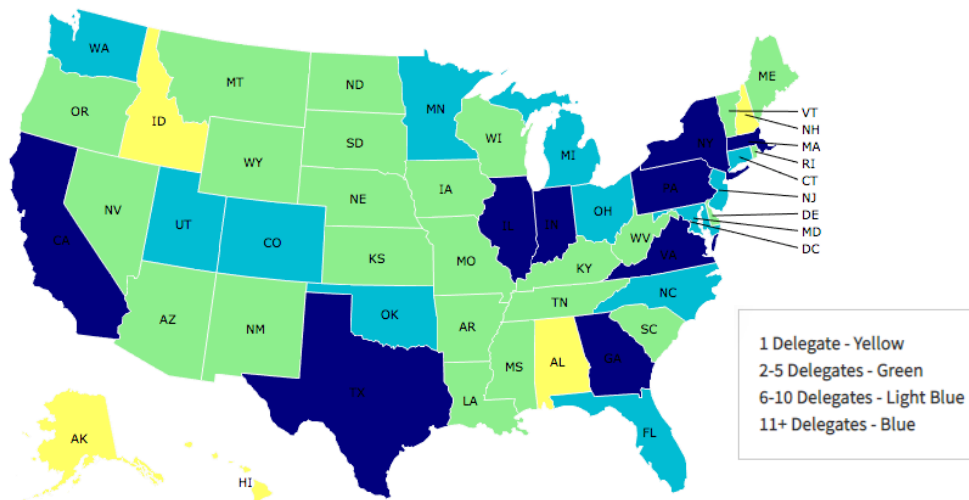 WA
MT
ND
MN
ME
OR
ID
SD
WI
MI
NY
VT
NH
MA
RI
CT
NJ
DE
MD
DC
WY
IA
NE
PA
NV
UT
CO
IL
IN
OH
WV
VA
CA
KS
MO
KY
NC
AZ
NM
OK
AR
TN
SC
TX
LA
MS
AL
GA
FL
AK
HI
1 Delegate - Yellow
2-5 Delegates - Green
6-10 Delegates - Light Blue
11+ Delegates - Blue